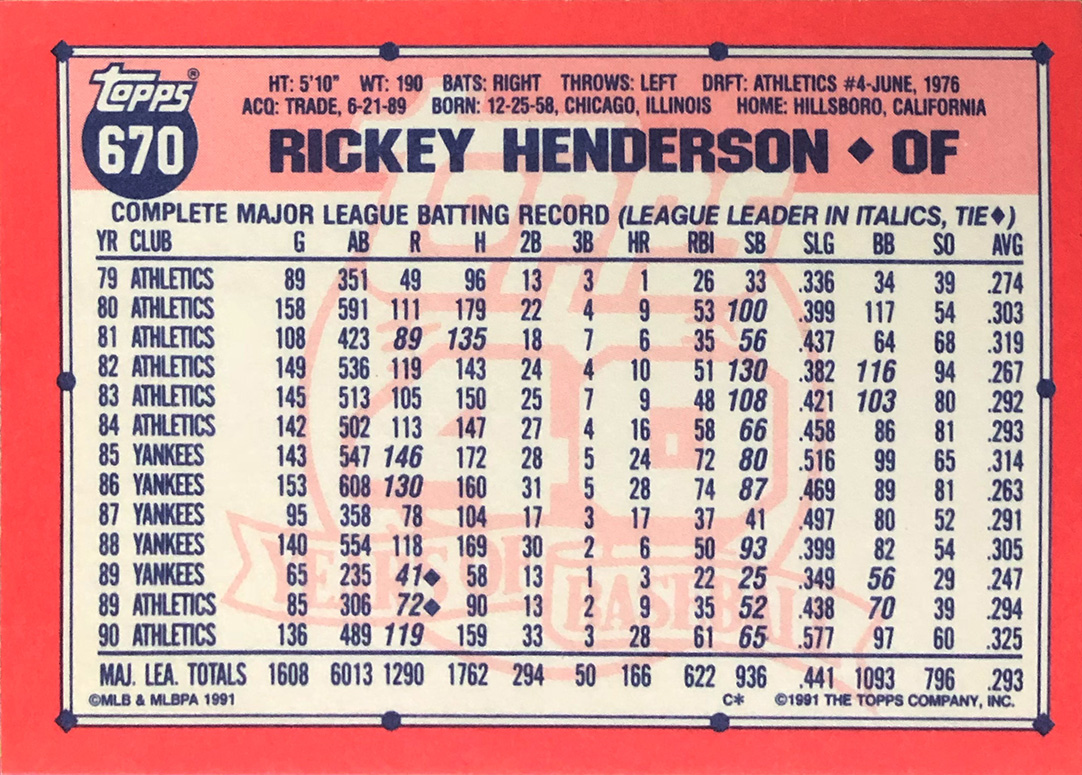 topps®
670
HT: 5'10" WT: 190 BATS: RIGHT THROWS: LEFT DRFT: ATHLETICS #4-JUNE, 1976
ACQ: TRADE, 6-21-89 BORN: 12-25-58, CHICAGO, ILLINOIS HOME: HILLSBORO, CALIFORNIA
RICKEY HENDERSON ◆ OF
COMPLETE MAJOR LEAGUE BATTING RECORD (LEAGUE LEADER IN ITALICS, TIE◆)
YR CLUB G AB R H 2B 3B HR RBI SB SLG BB SO AVG
79 ATHLETICS 89 351 49 96 13 3 1 26 33 .336 34 39 .274
80 ATHLETICS 158 591 111 179 22 4 9 53 100 .399 117 54 .303
81 ATHLETICS 108 423 89 135 18 7 6 35 56 .437 64 68 .319
82 ATHLETICS 149 536 119 143 24 4 10 51 130 .382 116 94 .267
83 ATHLETICS 145 513 105 150 25 7 9 48 108 .421 103 80 .292
84 ATHLETICS 142 502 113 147 27 4 16 58 66 .458 86 81 .293
85 YANKEES 143 547 146 172 28 5 24 72 80 .516 99 65 .314
86 YANKEES 153 608 130 160 31 5 28 74 87 .469 89 81 .263
87 YANKEES 95 358 78 104 17 3 17 37 41 .497 80 52 .291
88 YANKEES 140 554 118 169 30 2 6 50 93 .399 82 54 .305
89 YANKEES 65 235 41◆ 58 13 1 3 22 25 .349 56 29 .247
89 ATHLETICS 85 306 72◆ 90 13 2 9 35 52 .438 70 39 .294
90 ATHLETICS 136 489 119 159 33 3 28 61 65 .577 97 60 .325
MAJ. LEA. TOTALS 1608 6013 1290 1762 294 50 166 622 936 .441 1093 796 .293
©MLB & MLBPA 1991 C* ©1991 THE TOPPS COMPANY, INC.
TOPPS
40
YEARS OF
BASEBALL